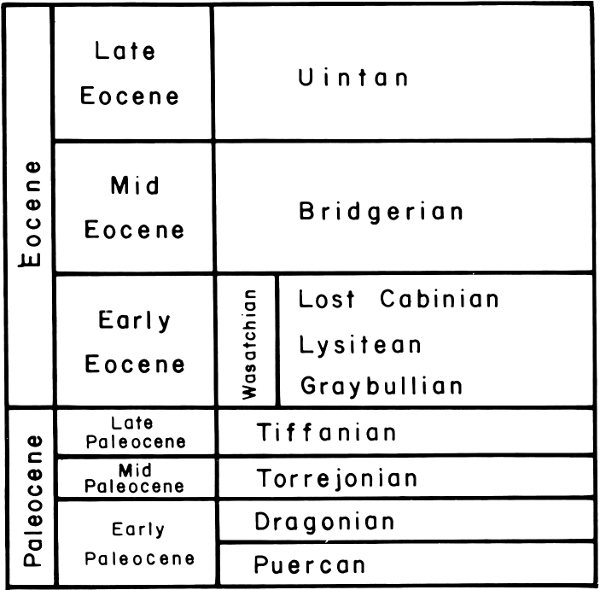 Eocene
Late
Eocene
Uintan
Mid
Eocene
Bridgerian
Early
Eocene
Wasatchian
Lost Cabinian
Lysitean
Graybullian
Paleocene
Late
Paleocene
Tiffanian
Mid
Paleocene
Torrejonian
Early
Paleocene
Dragonian
Puercan